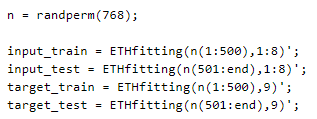 n = randperm(768);
input_train = ETHfitting(n(1:500),1:8)';
input_test = ETHfitting(n(501:end),1:8)';
target_train = ETHfitting(n(1:500),9)';
target_test = ETHfitting(n(501:end),9)';